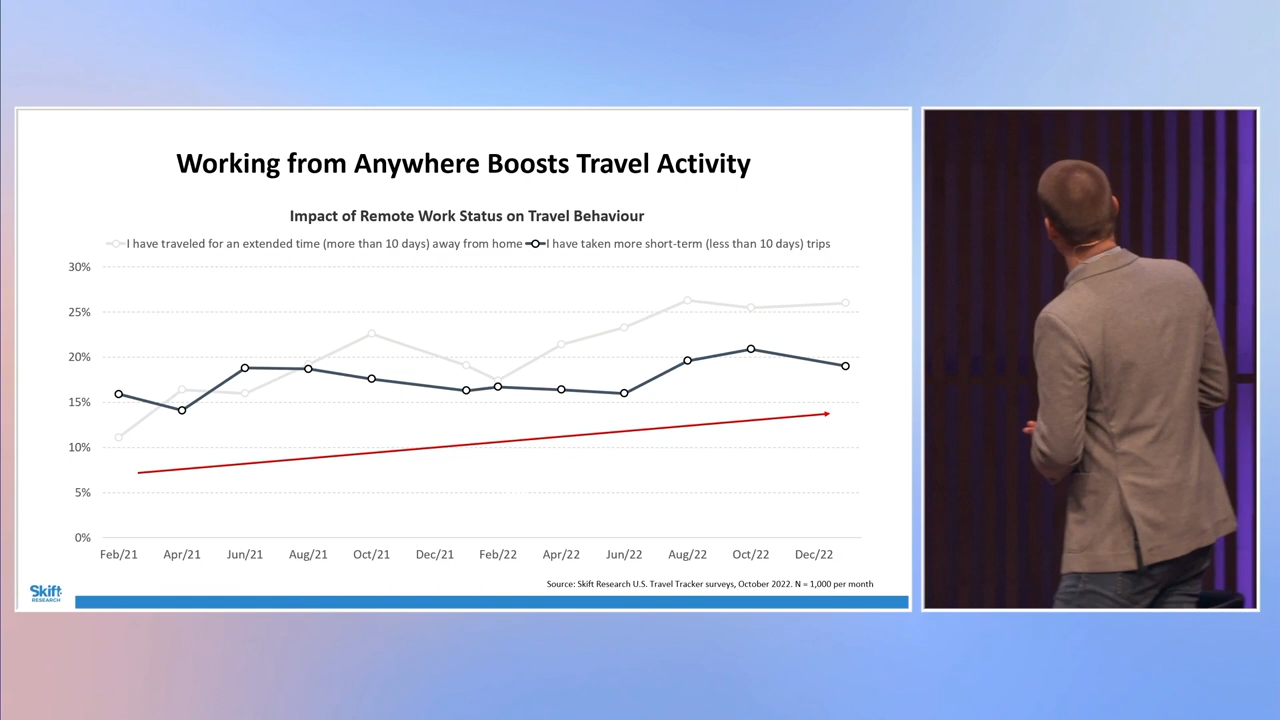 Working from Anywhere Boosts Travel Activity
Impact of Remote Work Status on Travel Behaviour
I have traveled for an extended time (more than 10 days) away from home I have taken more short-term (less than 10 days) trips
30%
25%
20%
15%
10%
5%
0%
Feb/21 Apr/21 Jun/21 Aug/21 Oct/21 Dec/21 Feb/22 Apr/22 Jun/22 Aug/22 Oct/22 Dec/22
Source: Skift Research U.S. Travel Tracker surveys, October 2022. N = 1,000 per month
Skift
RESEARCH